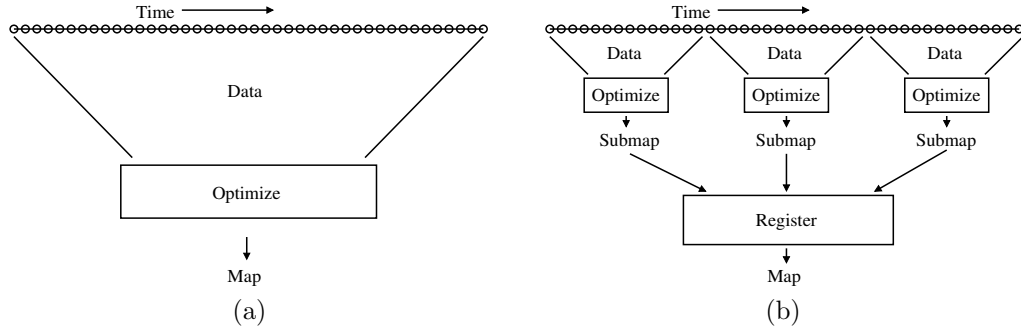 Time
Data
Optimize
Map
(a)
Time
Data
Data
Data
Optimize
Optimize
Optimize
Submap
Submap
Submap
Register
Map
(b)